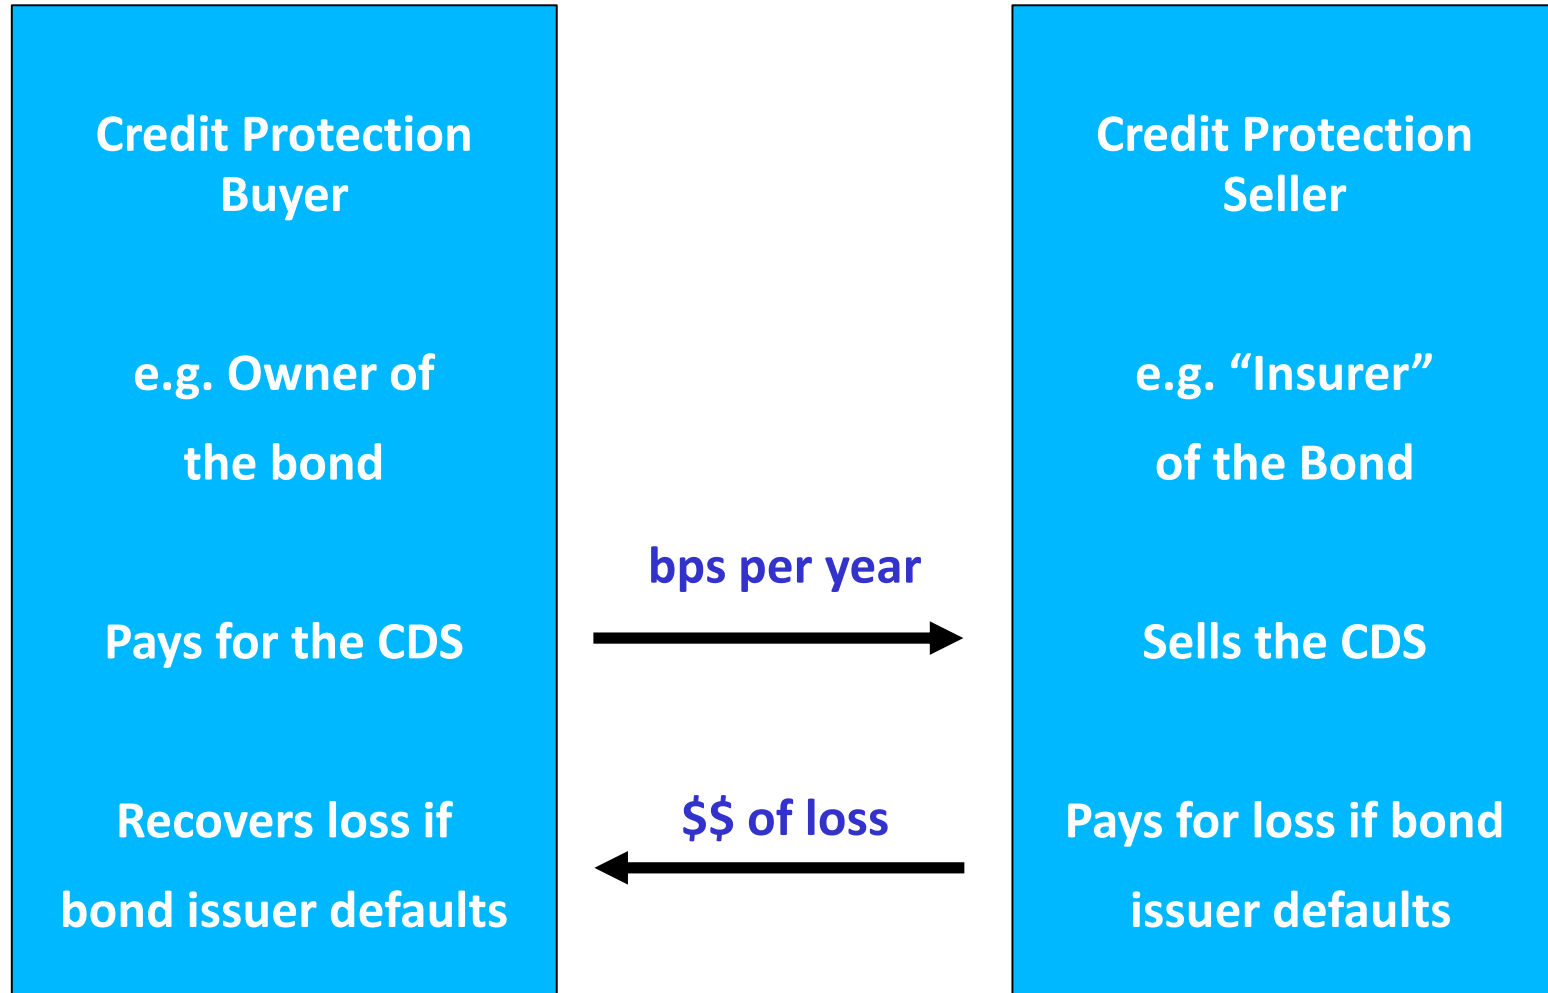 Credit Protection
Buyer
e.g. Owner of
the bond
Pays for the CDS
Recovers loss if
bond issuer defaults
bps per year
$$ of loss
Credit Protection
Seller
e.g. “Insurer”
of the Bond
Sells the CDS
Pays for loss if bond
issuer defaults